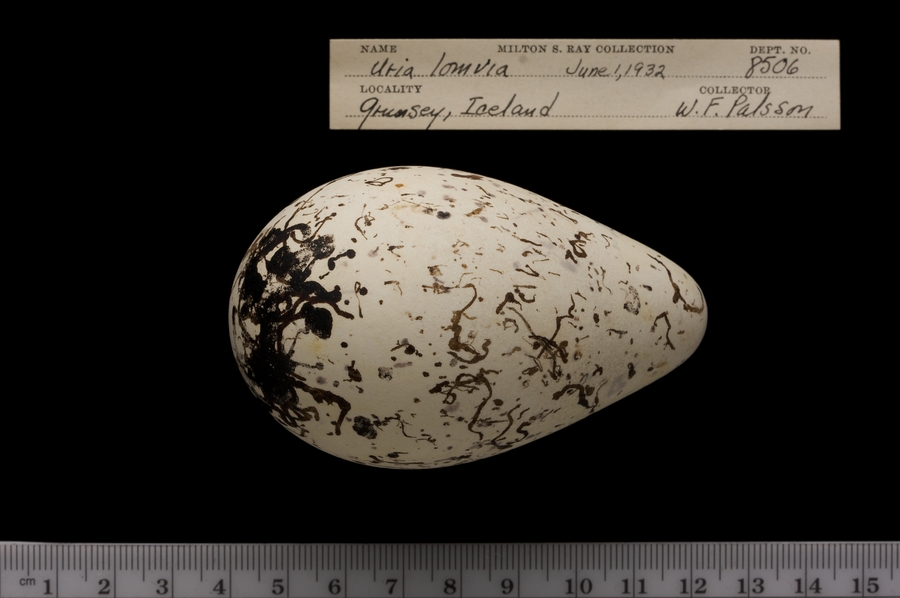 NAME MILTON S. RAY COLLECTION DEPT. NO.
Uria lomvia June 1, 1932 8506
LOCALITY COLLECTOR
Grumsey, Iceland W. F. Palsson
cm 1 2 3 4 5 6 7 8 9 10 11 12 13 14 15